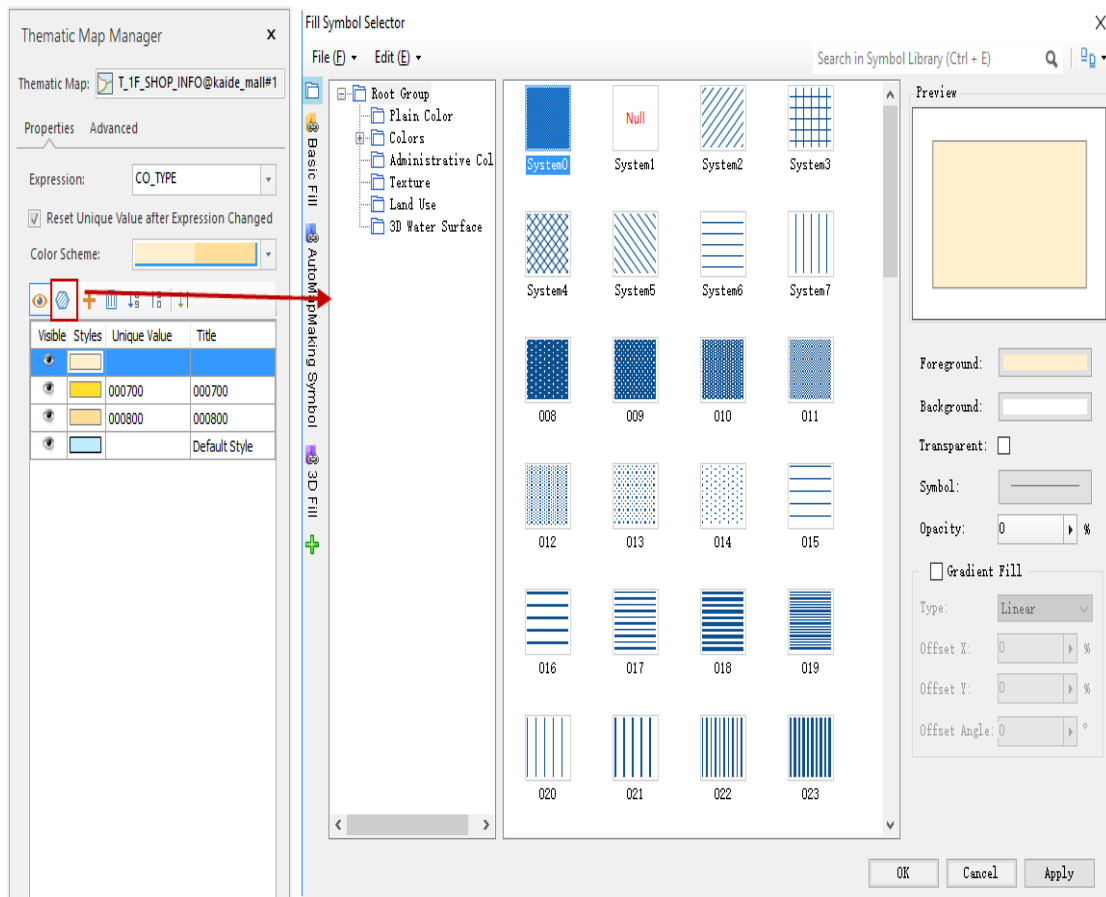 Thematic Map Manager
x
Thematic Map:
T_1F_SHOP_INFO@kaide_mall#1
Properties Advanced
Expression:
CO_TYPE
Reset Unique Value after Expression Changed
Color Scheme:
Visible Styles Unique Value Title
000700 000700
000800 000800
Default Style
Fill Symbol Selector
X
File (F) Edit (E)
Search in Symbol Library (Ctrl + E)
Basic Fill
AutoMapMaking Symbol
3D Fill
Root Group
Plain Color
Colors
Administrative Col
Texture
Land Use
3D Water Surface
Null
System0 System1 System2 System3
System4 System5 System6 System7
008 009 010 011
012 013 014 015
016 017 018 019
020 021 022 023
Preview
Foreground:
Background:
Transparent:
Symbol:
Opacity: 0 %
Gradient Fill
Type: Linear
Offset X: 0 %
Offset Y: 0 %
Offset Angle: 0 °
OK Cancel Apply